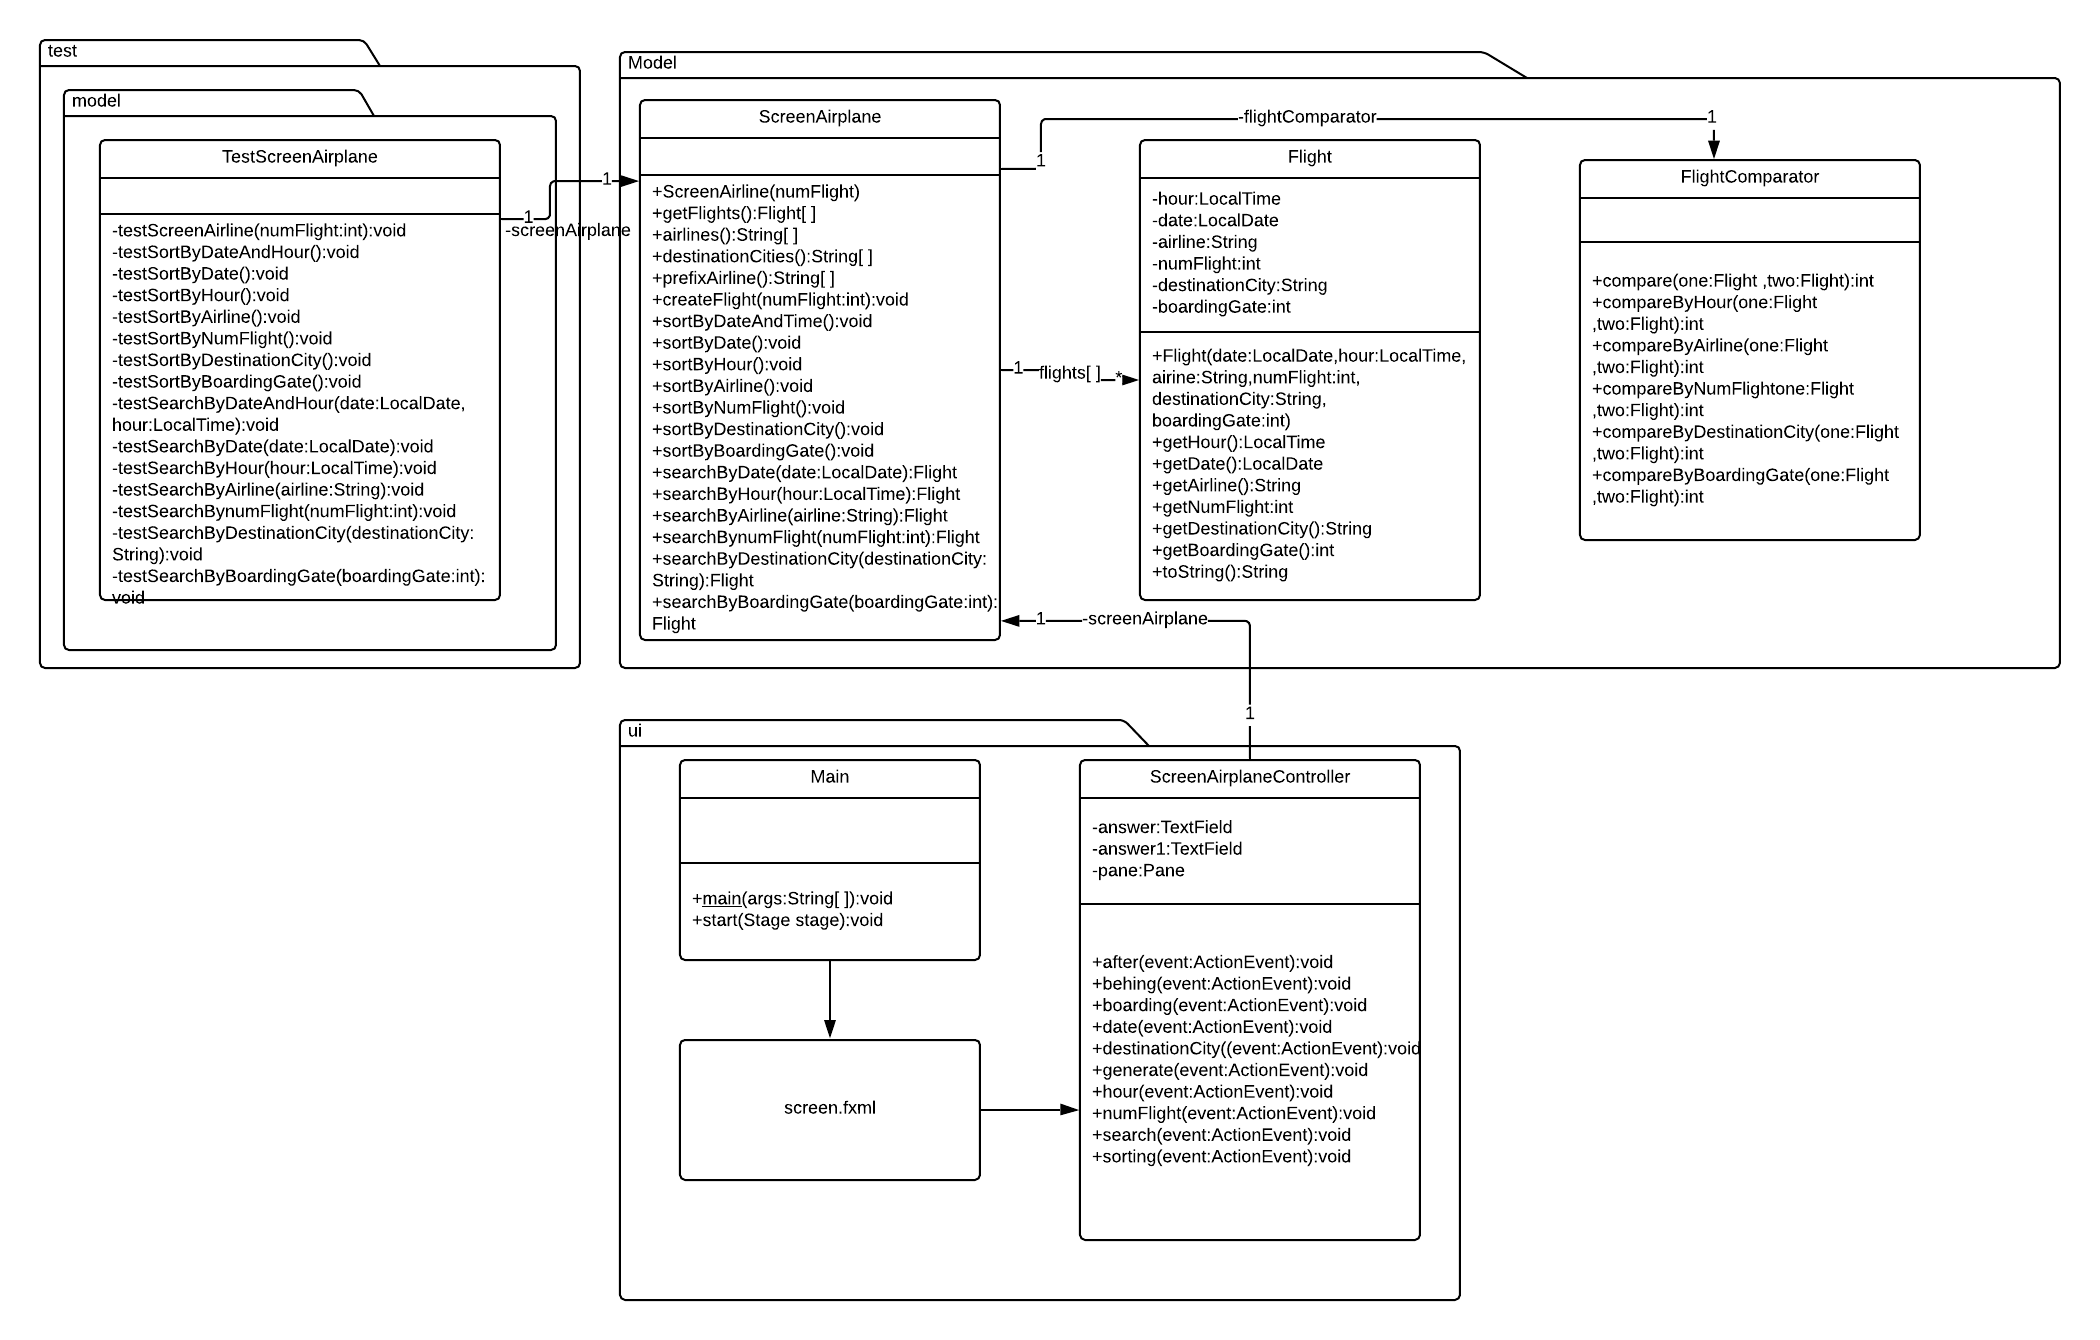 test
model
TestScreenAirplane
-testScreenAirline(numFlight:int):void
-testSortByDateAndHour():void
-testSortByDate():void
-testSortByHour():void
-testSortByAirline():void
-testSortByNumFlight():void
-testSortByDestinationCity():void
-testSortByBoardingGate():void
-testSearchByDateAndHour(date:LocalDate,
hour:LocalTime):void
-testSearchByDate(date:LocalDate):void
-testSearchByHour(hour:LocalTime):void
-testSearchByAirline(airline:String):void
-testSearchBynumFlight(numFlight:int):void
-testSearchByDestinationCity(destinationCity:
String):void
-testSearchByBoardingGate(boardingGate:int):
void
1
1
-screenAirplane
Model
ScreenAirplane
+ScreenAirline(numFlight)
+getFlights():Flight[ ]
+airlines():String[ ]
+destinationCities():String[ ]
+prefixAirline():String[ ]
+createFlight(numFlight:int):void
+sortByDateAndTime():void
+sortByDate():void
+sortByHour():void
+sortByAirline():void
+sortByNumFlight():void
+sortByDestinationCity():void
+sortByBoardingGate():void
+searchByDate(date:LocalDate):Flight
+searchByHour(hour:LocalTime):Flight
+searchByAirline(airline:String):Flight
+searchBynumFlight(numFlight:int):Flight
+searchByDestinationCity(destinationCity:
String):Flight
+searchByBoardingGate(boardingGate:int):
Flight
1
-flightComparator
1
1
flights[ ]
*
Flight
-hour:LocalTime
-date:LocalDate
-airline:String
-numFlight:int
-destinationCity:String
-boardingGate:int
+Flight(date:LocalDate,hour:LocalTime,
airine:String,numFlight:int,
destinationCity:String,
boardingGate:int)
+getHour():LocalTime
+getDate():LocalDate
+getAirline():String
+getNumFlight:int
+getDestinationCity():String
+getBoardingGate():int
+toString():String
FlightComparator
+compare(one:Flight ,two:Flight):int
+compareByHour(one:Flight
,two:Flight):int
+compareByAirline(one:Flight
,two:Flight):int
+compareByNumFlightone:Flight
,two:Flight):int
+compareByDestinationCity(one:Flight
,two:Flight):int
+compareByBoardingGate(one:Flight
,two:Flight):int
1
-screenAirplane
1
ui
Main
+main(args:String[ ]):void
+start(Stage stage):void
screen.fxml
ScreenAirplaneController
-answer:TextField
-answer1:TextField
-pane:Pane
+after(event:ActionEvent):void
+behing(event:ActionEvent):void
+boarding(event:ActionEvent):void
+date(event:ActionEvent):void
+destinationCity((event:ActionEvent):void
+generate(event:ActionEvent):void
+hour(event:ActionEvent):void
+numFlight(event:ActionEvent):void
+search(event:ActionEvent):void
+sorting(event:ActionEvent):void